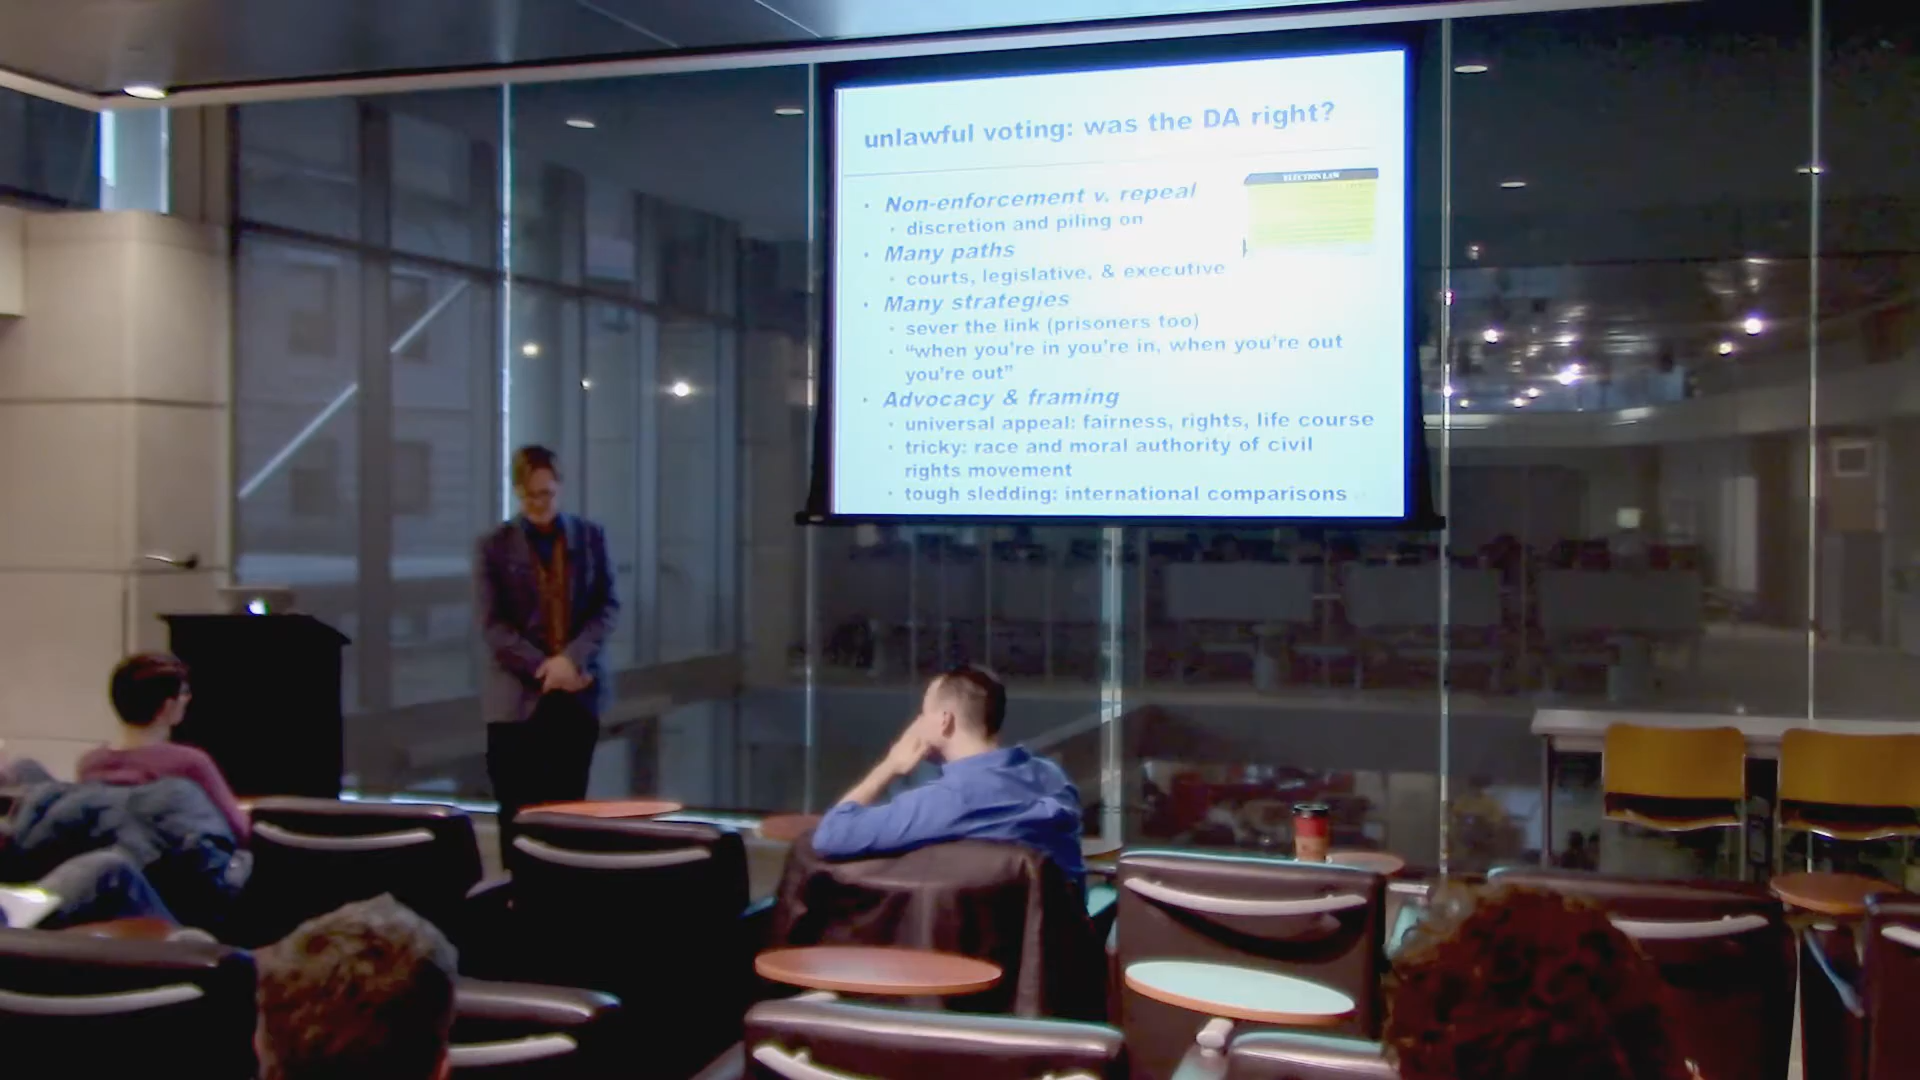 unlawful voting: was the DA right?
ELECTION LAW
• Non-enforcement v. repeal
• discretion and piling on
• Many paths
• courts, legislative, & executive
• Many strategies
• sever the link (prisoners too)
• “when you’re in you’re in, when you’re out
you’re out”
• Advocacy & framing
• universal appeal: fairness, rights, life course
• tricky: race and moral authority of civil
rights movement
• tough sledding: international comparisons